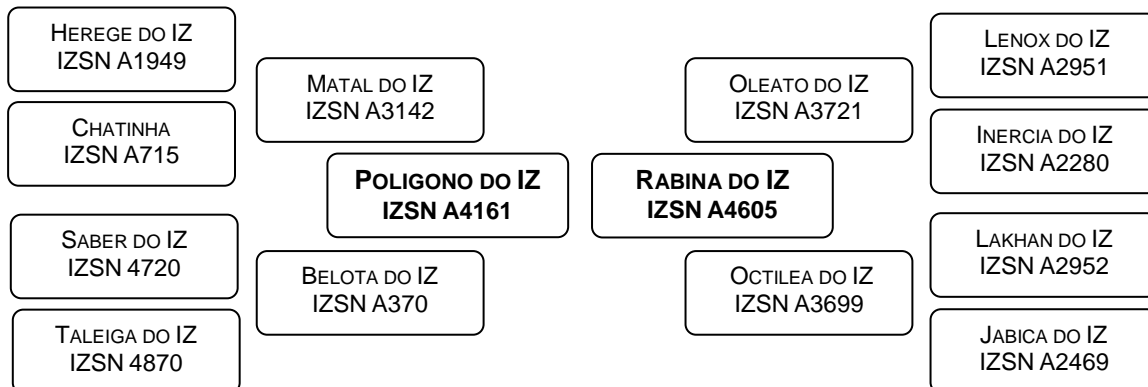 HEREGE DO IZ
IZSN A1949
CHATINHA
IZSN A715
SABER DO IZ
IZSN 4720
TALEIGA DO IZ
IZSN 4870
MATAL DO IZ
IZSN A3142
BELOTA DO IZ
IZSN A370
POLIGONO DO IZ
IZSN A4161
RABINA DO IZ
IZSN A4605
OLEATO DO IZ
IZSN A3721
OCTILEA DO IZ
IZSN A3699
LENOX DO IZ
IZSN A2951
INERCIA DO IZ
IZSN A2280
LAKHAN DO IZ
IZSN A2952
JABICA DO IZ
IZSN A2469